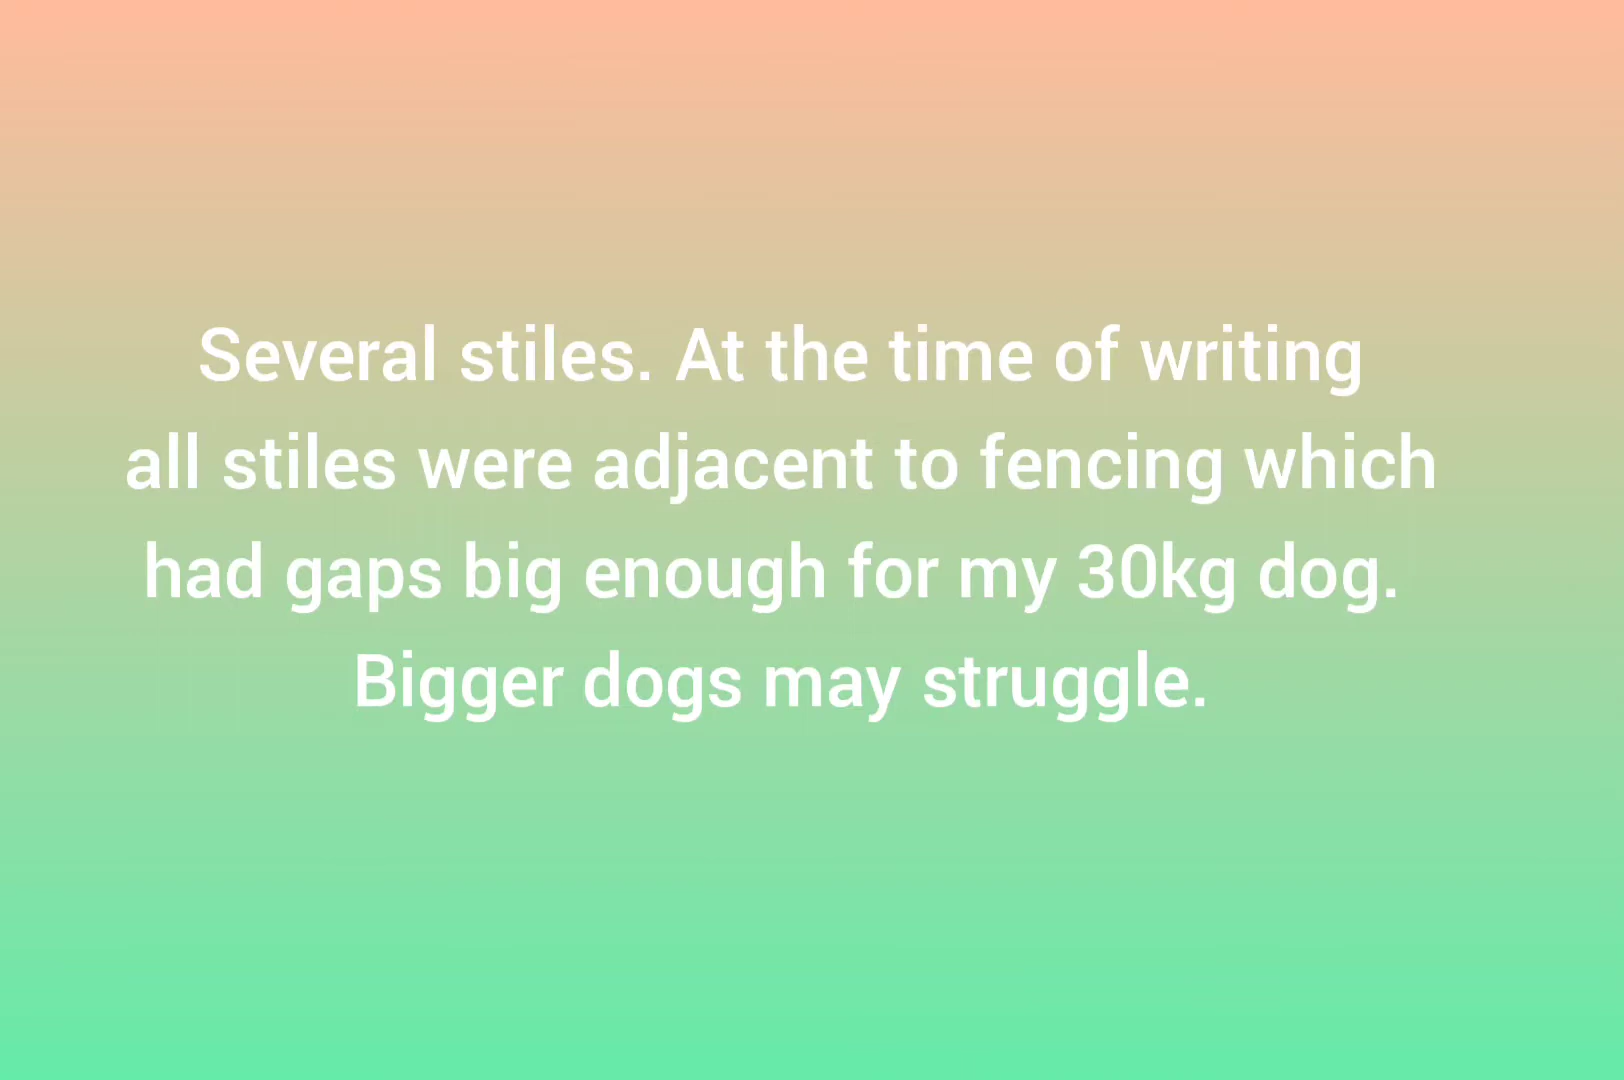 Several stiles. At the time of writing
all stiles were adjacent to fencing which
had gaps big enough for my 30kg dog.
Bigger dogs may struggle.